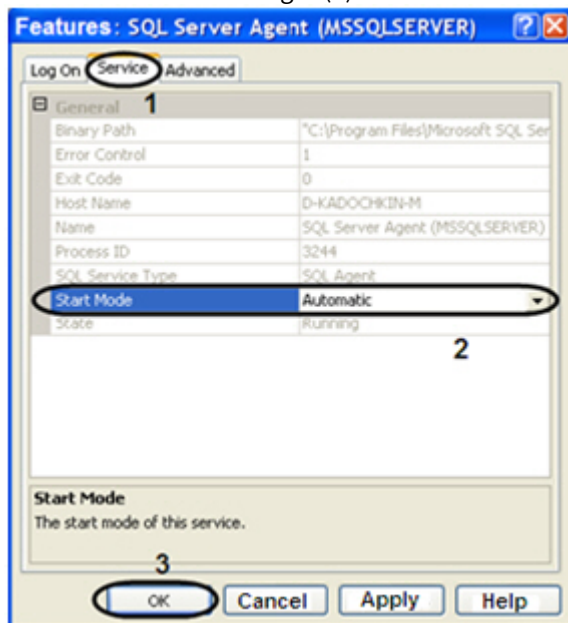 Features: SQL Server Agent (MSSQLSERVER)
Log On Service Advanced
1
General
Binary Path "C:\Program Files\Microsoft SQL Ser
Error Control 1
Exit Code 0
Host Name D-KADOCHKIN-M
Name SQL Server Agent (MSSQLSERVER)
Process ID 3244
SQL Service Type SQL Agent
Start Mode Automatic
State Running
2
Start Mode
The start mode of this service.
3
OK Cancel Apply Help